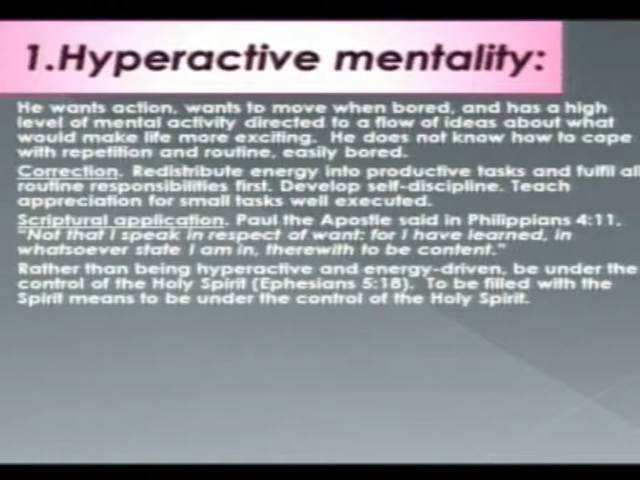 1.Hyperactive mentality:
He wants action, wants to move when bored, and has a high
level of mental activity directed to a flow of ideas about what
would make life more exciting.  He does not know how to cope
with repetition and routine, easily bored.
Correction. Redistribute energy into productive tasks and fulfil all
routine responsibilities first. Develop self-discipline. Teach
appreciation for small tasks well executed.
Scriptural application. Paul the Apostle said in Philippians 4:11,
"Not that I speak in respect of want: for I have learned, in
whatsoever state I am in, therewith to be content."
Rather than being hyperactive and energy-driven, be under the
control of the Holy Spirit (Ephesians 5:18).  To be filled with the
Spirit means to be under the control of the Holy Spirit.